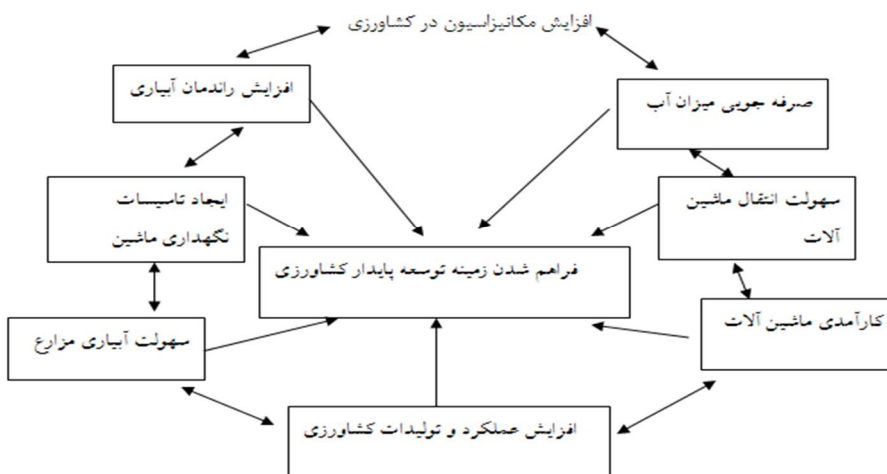 افزایش مکانیزاسیون در کشاورزی
افزایش راندمان آبیاری
صرفه جویی میزان آب
ایجاد تاسیسات
نگهداری ماشین
سهولت انتقال ماشین
آلات
فراهم شدن زمینه توسعه پایدار کشاورزی
سهولت آبیاری مزارع
کارآمدی ماشین آلات
افزایش عملکرد و تولیدات کشاورزی